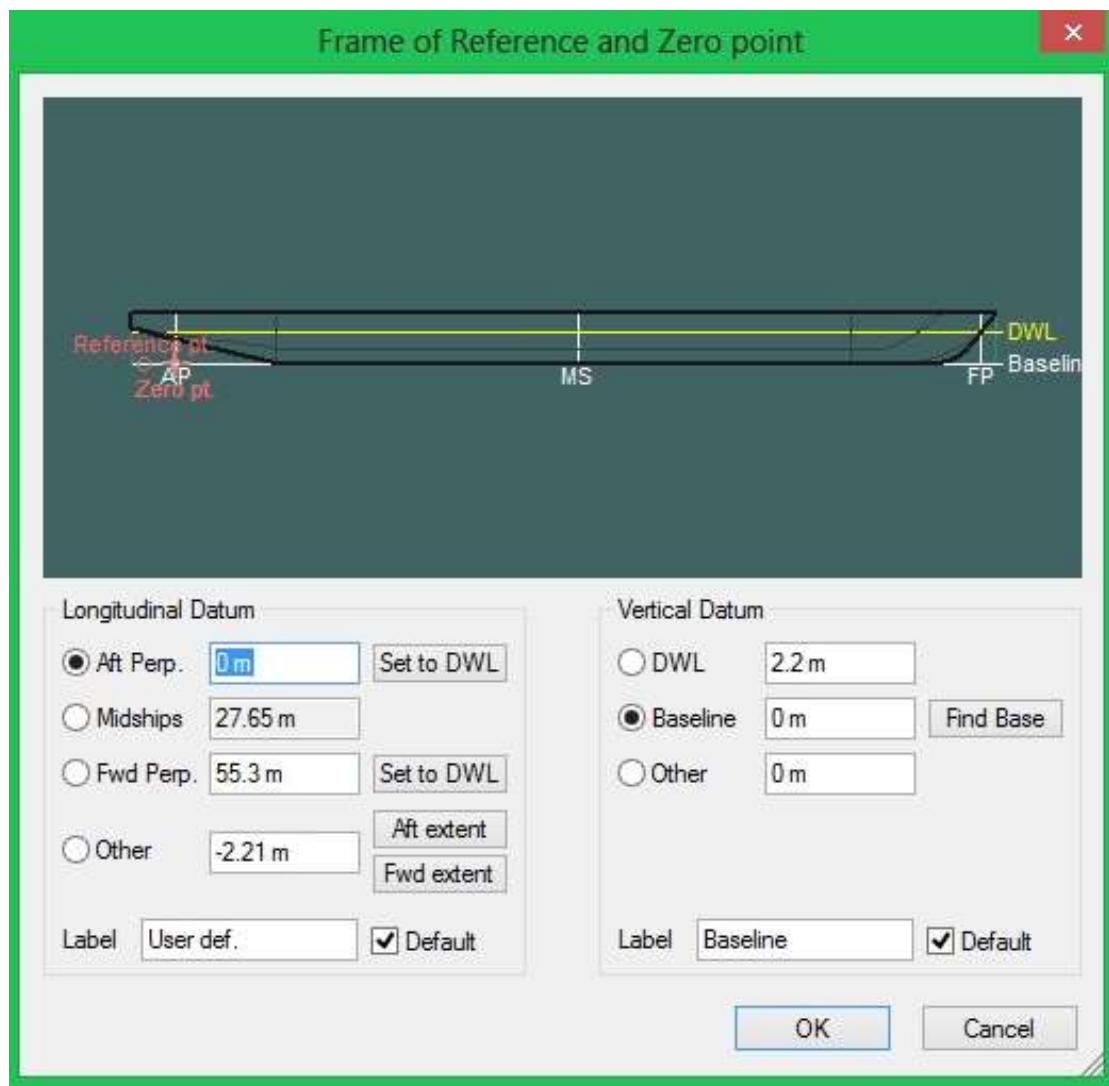 Frame of Reference and Zero point
DWL
Reference pt.
Baselin
AP
MS
FP
Zero pt.
Longitudinal Datum
Aft Perp.
0 m
Set to DWL
Midships
27.65 m
Fwd Perp.
55.3 m
Set to DWL
Other
-2.21 m
Aft extent
Fwd extent
Label
User def.
Default
Vertical Datum
DWL
2.2 m
Baseline
0 m
Find Base
Other
0 m
Label
Baseline
Default
OK
Cancel